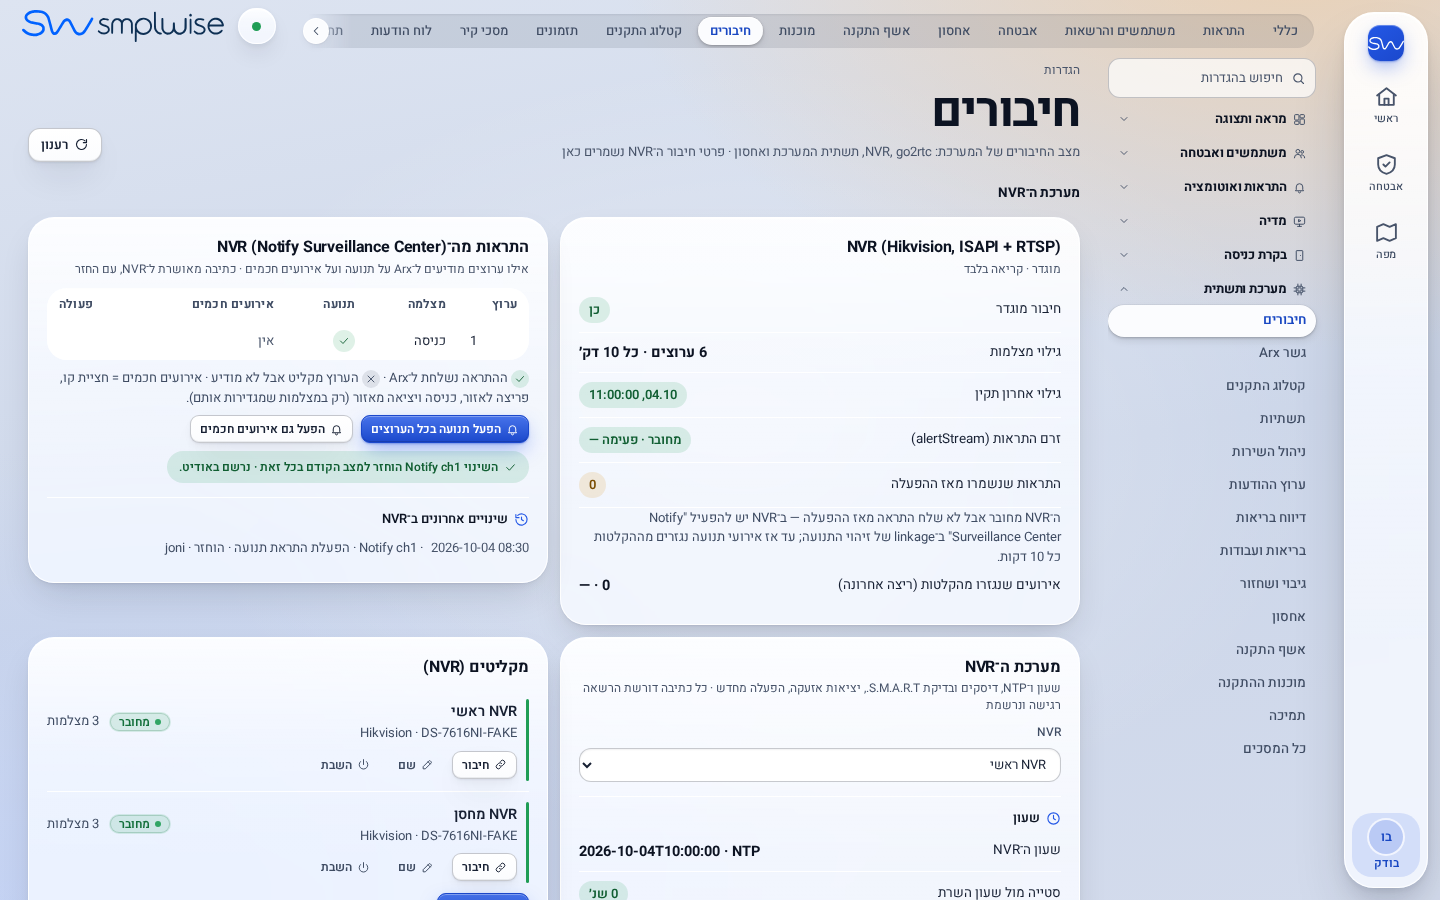 smplwise
כללי
התראות
משתמשים והרשאות
אבטחה
אחסון
אשף התקנה
מוכנות
חיבורים
קטלוג התקנים
תזמונים
מסכי קיר
לוח הודעות
SW
ראשי
אבטחה
מפה
בו
בודק
חיפוש בהגדרות
מראה ותצוגה
משתמשים ואבטחה
התראות ואוטומציה
מדיה
בקרת כניסה
מערכת ותשתית
חיבורים
גשר Arx
קטלוג התקנים
תשתיות
ניהול השירות
ערוץ ההודעות
דיווח בריאות
בריאות ועבודות
גיבוי ושחזור
אחסון
אשף התקנה
מוכנות ההתקנה
תמיכה
כל המסכים
הגדרות
חיבורים
מצב החיבורים של המערכת: NVR, go2rtc, תשתית המערכת ואחסון · פרטי חיבור ה־NVR נשמרים כאן
רענון
מערכת ה־NVR
NVR (Hikvision, ISAPI + RTSP)
מוגדר · קריאה בלבד
חיבור מוגדר
כן
גילוי מצלמות
6 ערוצים · כל 10 דק׳
גילוי אחרון תקין
04.10, 11:00:00
זרם התראות (alertStream)
מחובר · פעימה —
התראות שנשמרו מאז ההפעלה
0
ה־NVR מחובר אבל לא שלח התראה מאז ההפעלה — ב־NVR יש להפעיל "Notify
Surveillance Center" ב־linkage של זיהוי התנועה; עד אז אירועי תנועה נגזרים מההקלטות
כל 10 דקות.
אירועים שנגזרו מהקלטות (ריצה אחרונה)
0 · —
התראות מה־NVR (Notify Surveillance Center)
אילו ערוצים מודיעים ל־Arx על תנועה ועל אירועים חכמים · כתיבה מאושרת ל־NVR, עם החזר
ערוץ
מצלמה
תנועה
אירועים חכמים
פעולה
1
כניסה
אין
ההתראה נשלחת ל־Arx · הערוץ מקליט אבל לא מודיע · אירועים חכמים = חציית קו,
פריצה לאזור, כניסה ויציאה מאזור (רק במצלמות שמגדירות אותם).
הפעל תנועה בכל הערוצים
הפעל גם אירועים חכמים
השינוי Notify ch1 הוחזר למצב הקודם בכל זאת · נרשם באודיט.
שינויים אחרונים ב־NVR
2026-10-04 08:30 · Notify ch1 · הפעלת התראת תנועה · הוחזר · joni
מערכת ה־NVR
שעון ו־NTP, דיסקים ובדיקת S.M.A.R.T., יציאות אזעקה, הפעלה מחדש · כל כתיבה דורשת הרשאה
רגישה ונרשמת
NVR
NVR ראשי
שעון
שעון ה־NVR
2026-10-04T10:00:00 · NTP
סטייה מול שעון השרת
0 שנ׳
מקליטים (NVR)
NVR ראשי
Hikvision · DS-7616NI-FAKE
מחובר
3 מצלמות
חיבור
שם
השבת
NVR מחסן
Hikvision · DS-7616NI-FAKE
מחובר
3 מצלמות
חיבור
שם
השבת